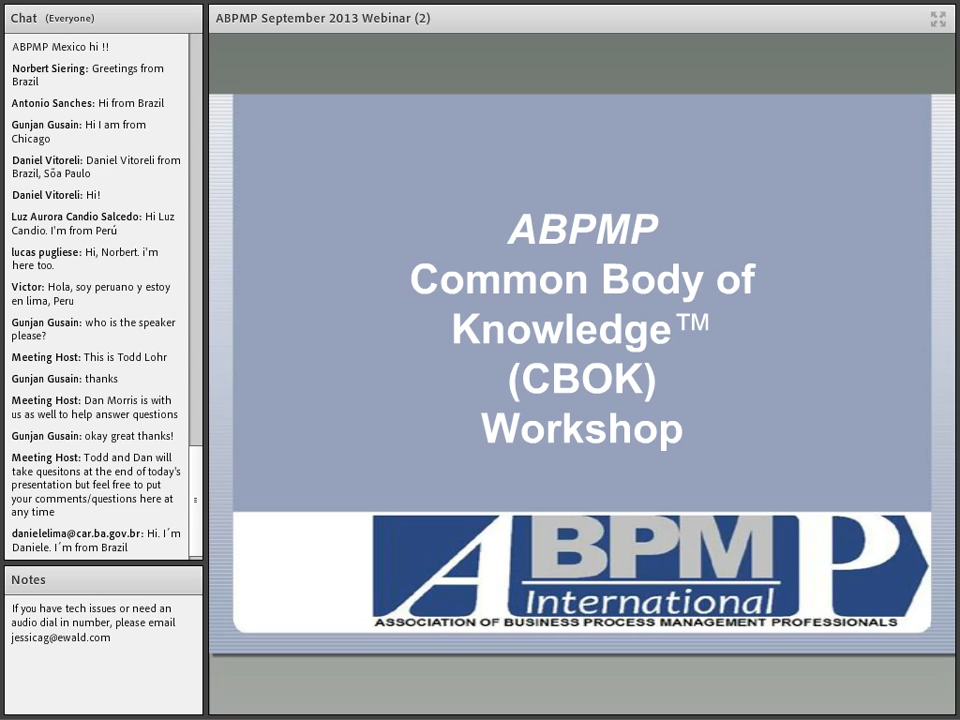 Chat (Everyone)
ABPMP Mexico hi !!
Norbert Siering: Greetings from
Brazil
Antonio Sanches: Hi from Brazil
Gunjan Gusain: Hi I am from
Chicago
Daniel Vitoreli: Daniel Vitoreli from
Brazil, Sõa Paulo
Daniel Vitoreli: Hi!
Luz Aurora Candio Salcedo: Hi Luz
Candio. I'm from Perú
lucas pugliese: Hi, Norbert. i'm
here too.
Victor: Hola, soy peruano y estoy
en lima, Peru
Gunjan Gusain: who is the speaker
please?
Meeting Host: This is Todd Lohr
Gunjan Gusain: thanks
Meeting Host: Dan Morris is with
us as well to help answer questions
Gunjan Gusain: okay great thanks!
Meeting Host: Todd and Dan will
take quesitons at the end of today's
presentation but feel free to put
your comments/questions here at
any time
danielelima@car.ba.gov.br: Hi. I´m
Daniele. I´m from Brazil
Notes
If you have tech issues or need an
audio dial in number, please email
jessicag@ewald.com
ABPMP September 2013 Webinar (2)
ABPMP
Common Body of
Knowledge™
(CBOK)
Workshop
ABPMP
International
ASSOCIATION OF BUSINESS PROCESS MANAGEMENT PROFESSIONALS